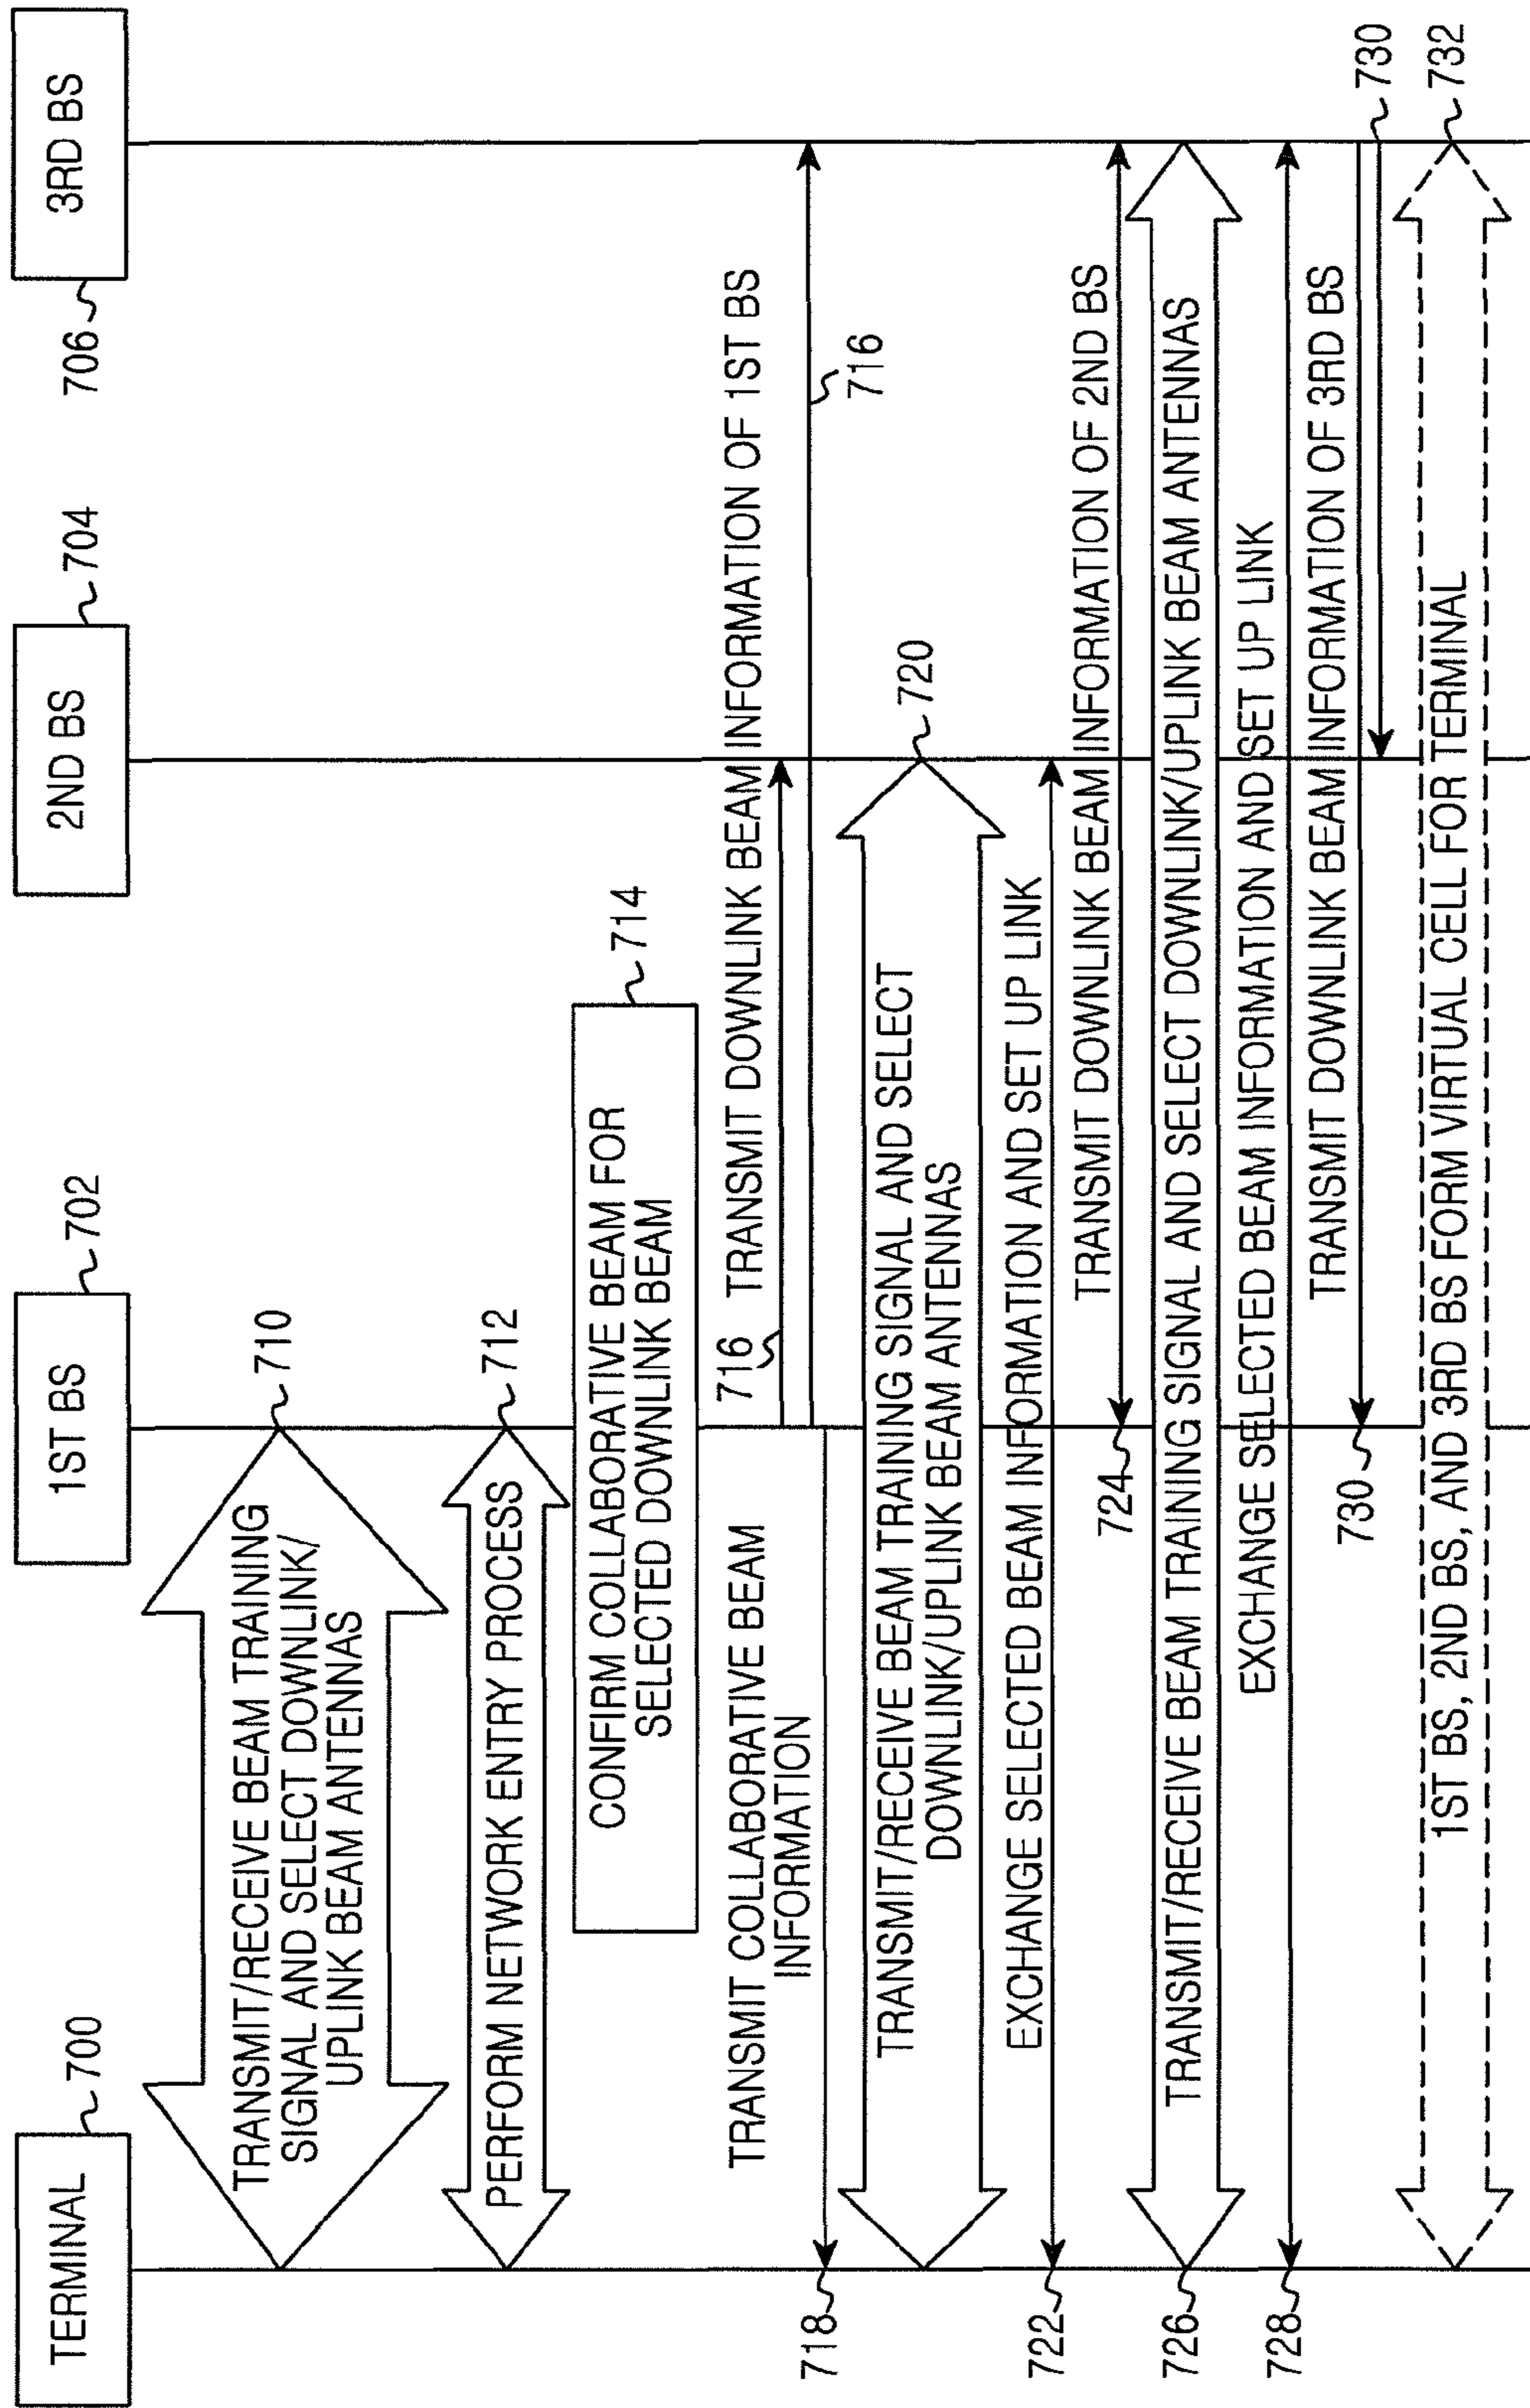 TERMINAL
700
1ST BS
702
2ND BS
704
3RD BS
706
TRANSMIT/RECEIVE BEAM TRAINING
SIGNAL AND SELECT DOWNLINK/
UPLINK BEAM ANTENNAS
710
PERFORM NETWORK ENTRY PROCESS
712
CONFIRM COLLABORATIVE BEAM FOR
SELECTED DOWNLINK BEAM
714
TRANSMIT DOWNLINK BEAM INFORMATION OF 1ST BS
716
716
TRANSMIT COLLABORATIVE BEAM
INFORMATION
718
TRANSMIT/RECEIVE BEAM TRAINING SIGNAL AND SELECT
DOWNLINK/UPLINK BEAM ANTENNAS
720
EXCHANGE SELECTED BEAM INFORMATION AND SET UP LINK
722
TRANSMIT DOWNLINK BEAM INFORMATION OF 2ND BS
724
TRANSMIT/RECEIVE BEAM TRAINING SIGNAL AND SELECT DOWNLINK/UPLINK BEAM ANTENNAS
726
EXCHANGE SELECTED BEAM INFORMATION AND SET UP LINK
728
TRANSMIT DOWNLINK BEAM INFORMATION OF 3RD BS
730
730
1ST BS, 2ND BS, AND 3RD BS FORM VIRTUAL CELL FOR TERMINAL
732